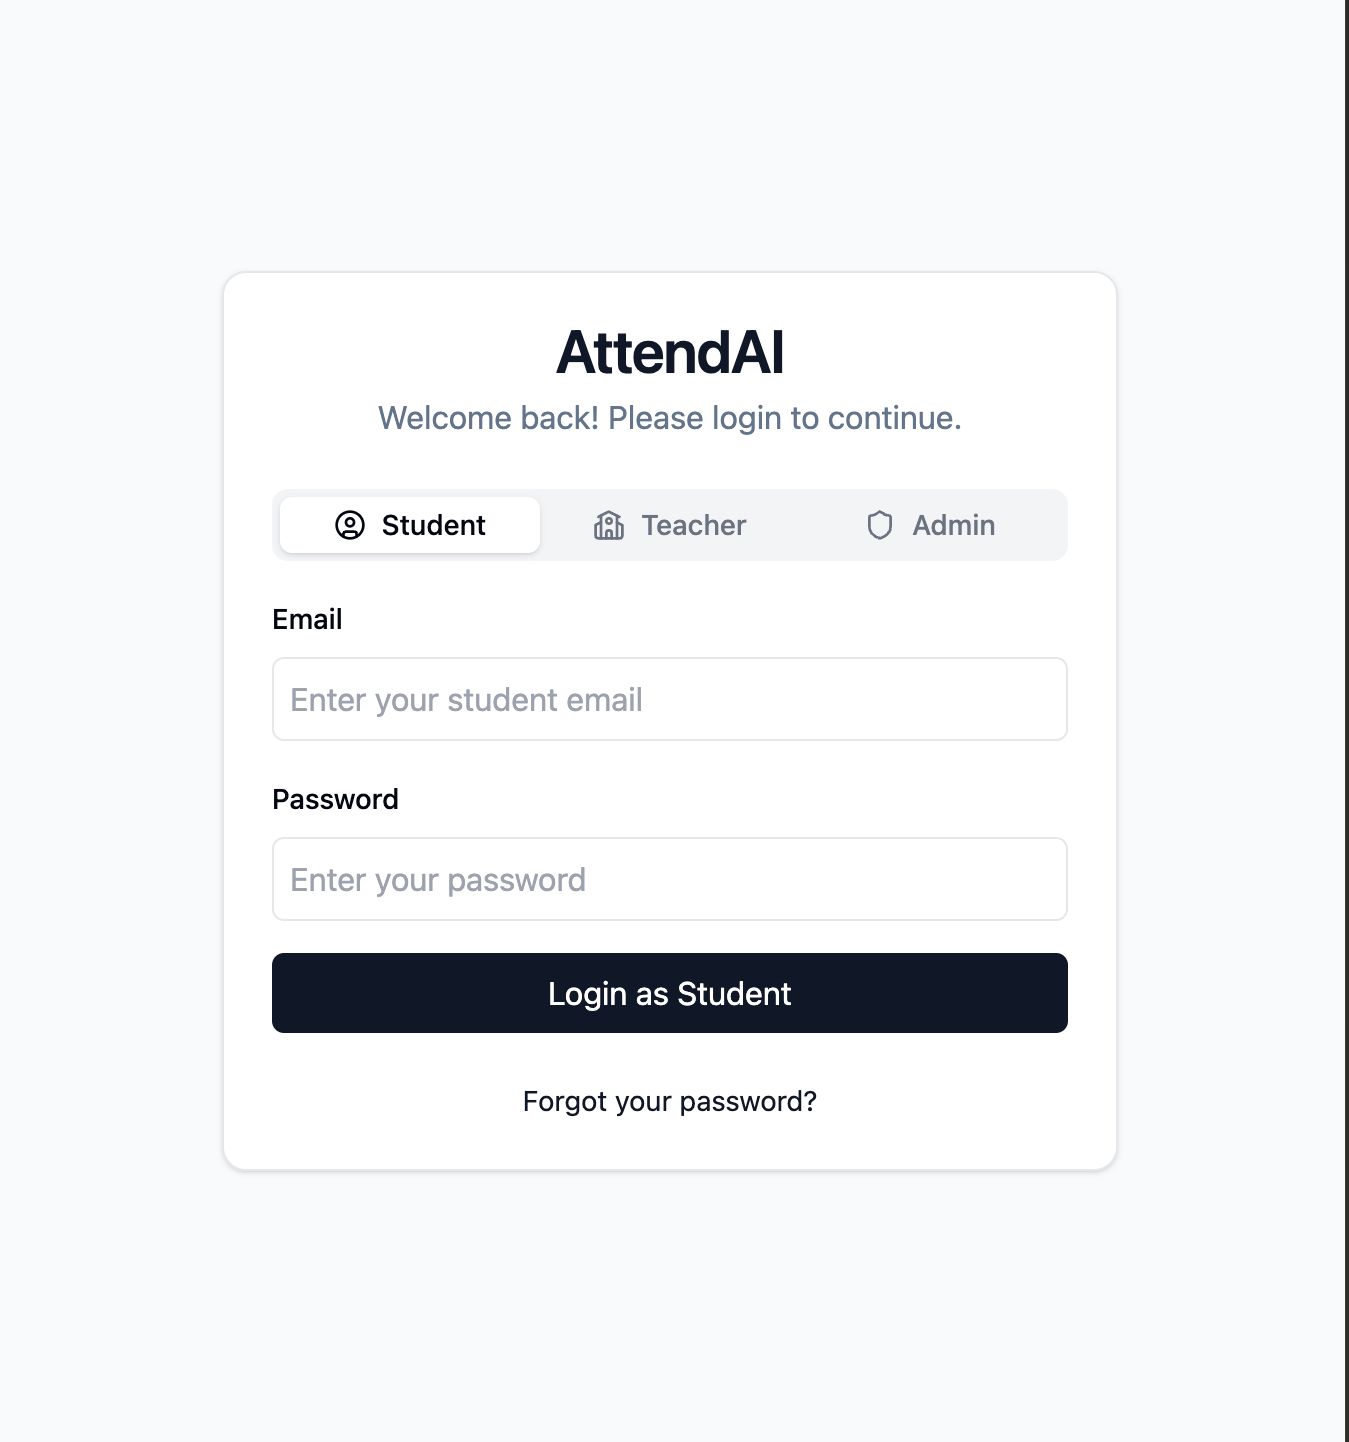 AttendAI
Welcome back! Please login to continue.
Student Teacher Admin
Email
Enter your student email
Password
Enter your password
Login as Student
Forgot your password?